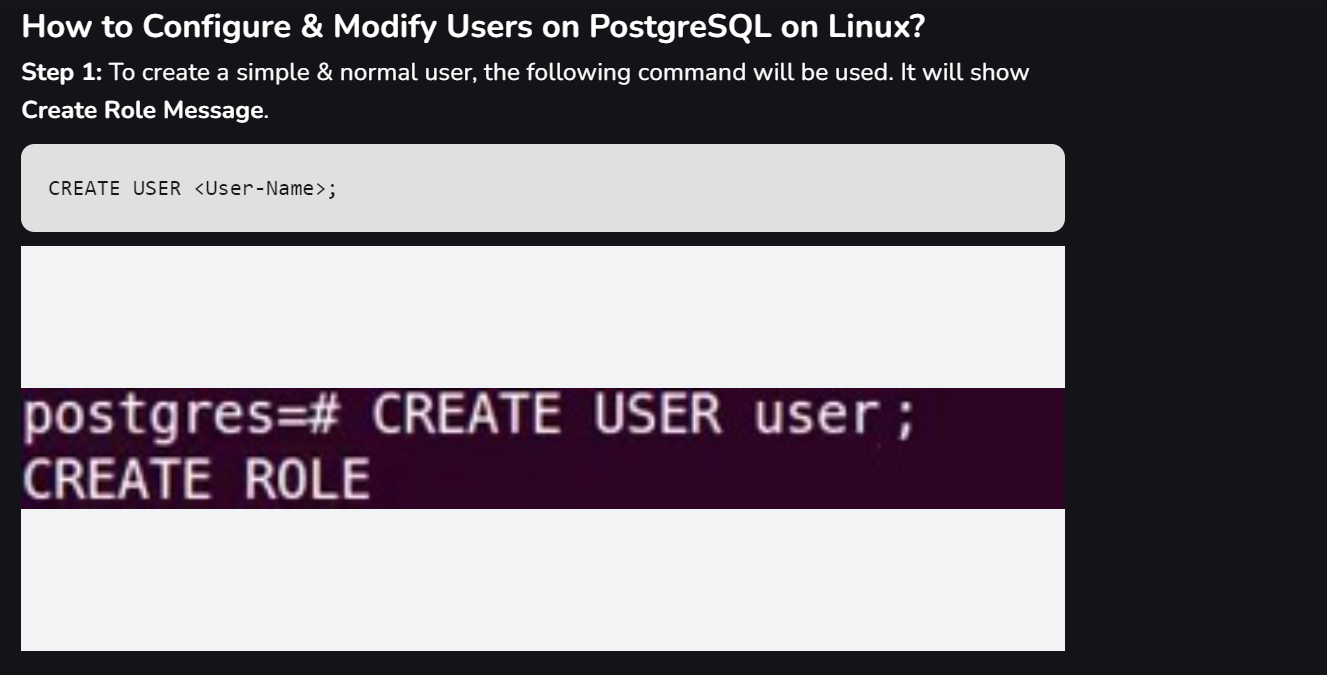 How to Configure & Modify Users on PostgreSQL on Linux?
Step 1: To create a simple & normal user, the following command will be used. It will show
Create Role Message.
CREATE USER <User-Name>;
postgres=# CREATE USER user;
CREATE ROLE